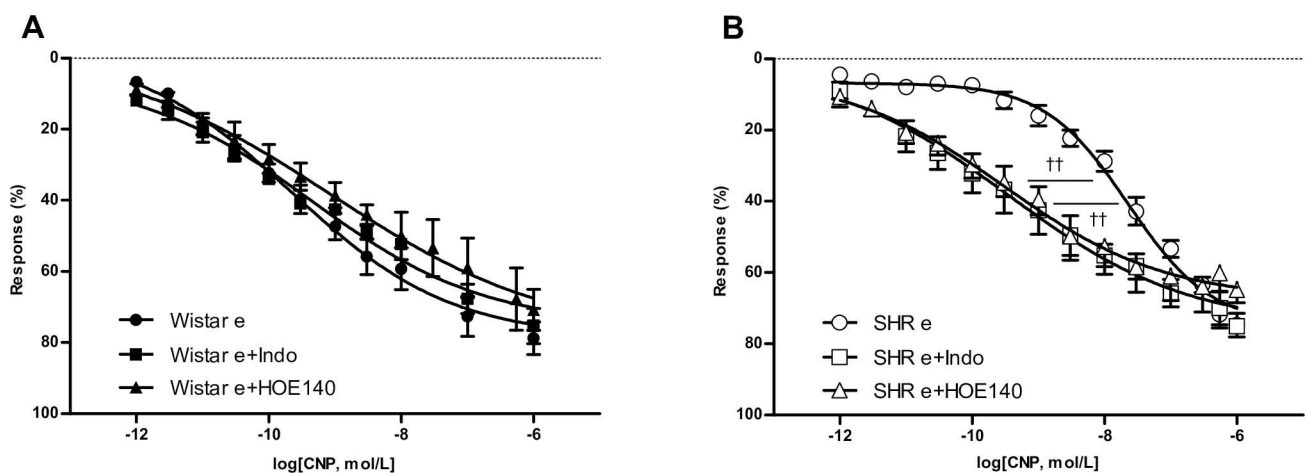 A
0
20
40
60
80
100
Response (%)
Wistar e
Wistar e+Indo
Wistar e+HOE140
-12
-10
-8
-6
log[CNP, mol/L]
B
0
20
40
60
80
100
Response (%)
††
††
SHR e
SHR e+Indo
SHR e+HOE140
-12
-10
-8
-6
log[CNP, mol/L]